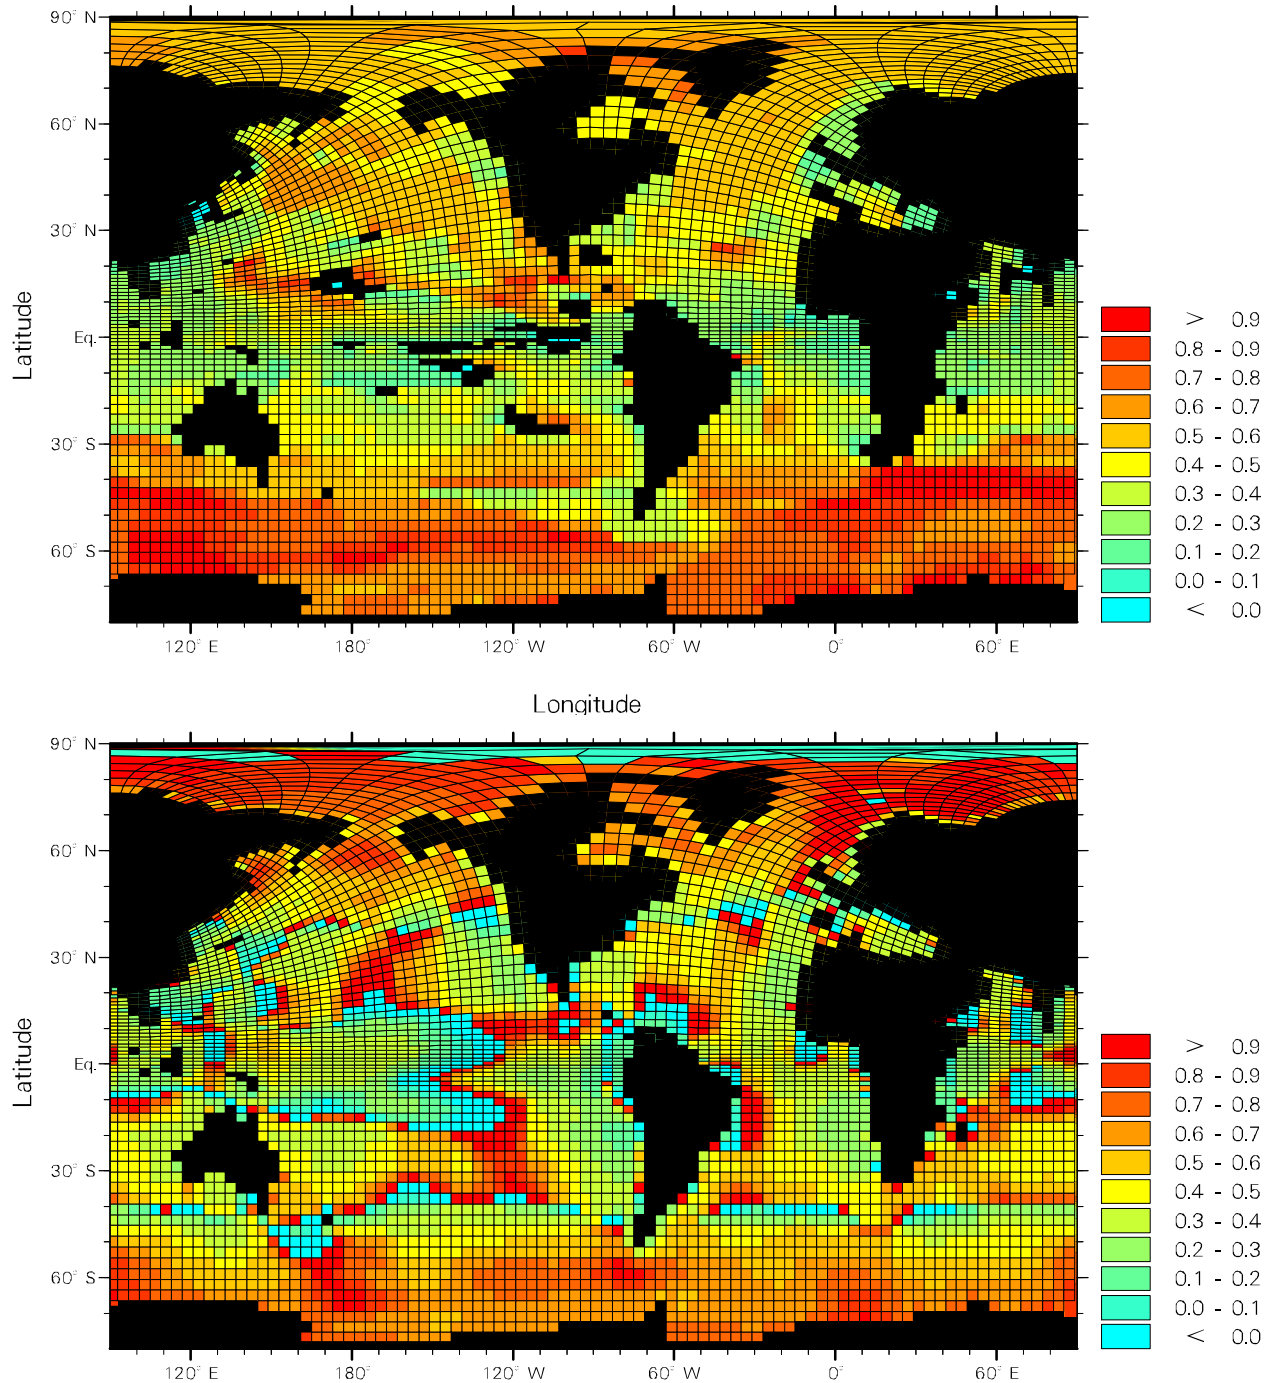 90° N
60° N
30° N
Eq.
30° S
60° S
Latitude
120° E
180°
120° W
60° W
0°
60° E
Longitude
> 0.9
0.8 - 0.9
0.7 - 0.8
0.6 - 0.7
0.5 - 0.6
0.4 - 0.5
0.3 - 0.4
0.2 - 0.3
0.1 - 0.2
0.0 - 0.1
< 0.0
90° N
60° N
30° N
Eq.
30° S
60° S
Latitude
120° E
180°
120° W
60° W
0°
60° E
> 0.9
0.8 - 0.9
0.7 - 0.8
0.6 - 0.7
0.5 - 0.6
0.4 - 0.5
0.3 - 0.4
0.2 - 0.3
0.1 - 0.2
0.0 - 0.1
< 0.0